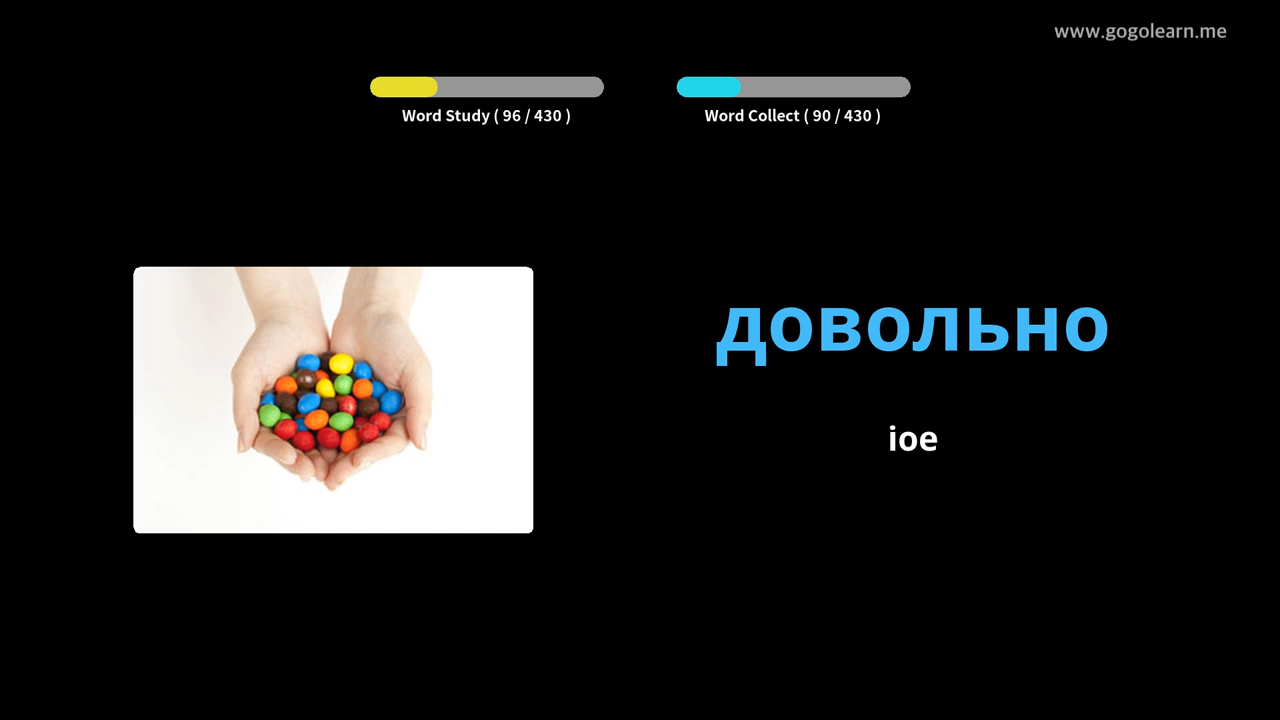 www.gogolearn.me
Word Study ( 96 / 430 )
Word Collect ( 90 / 430 )
довольно
ioe